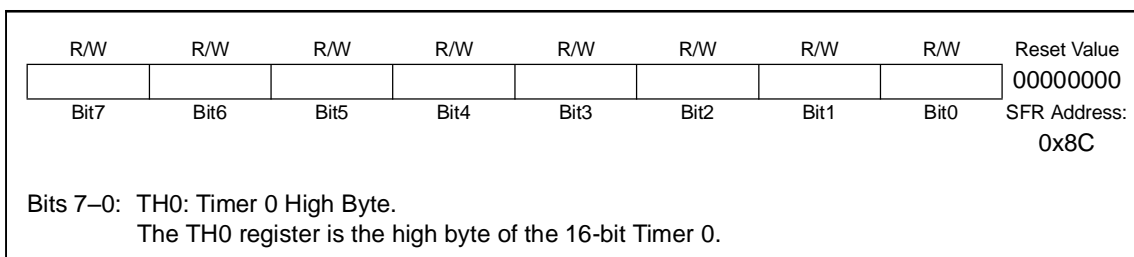 R/W R/W R/W R/W R/W R/W R/W R/W Reset Value
00000000
Bit7 Bit6 Bit5 Bit4 Bit3 Bit2 Bit1 Bit0 SFR Address:
0x8C
Bits 7–0: TH0: Timer 0 High Byte.
The TH0 register is the high byte of the 16-bit Timer 0.